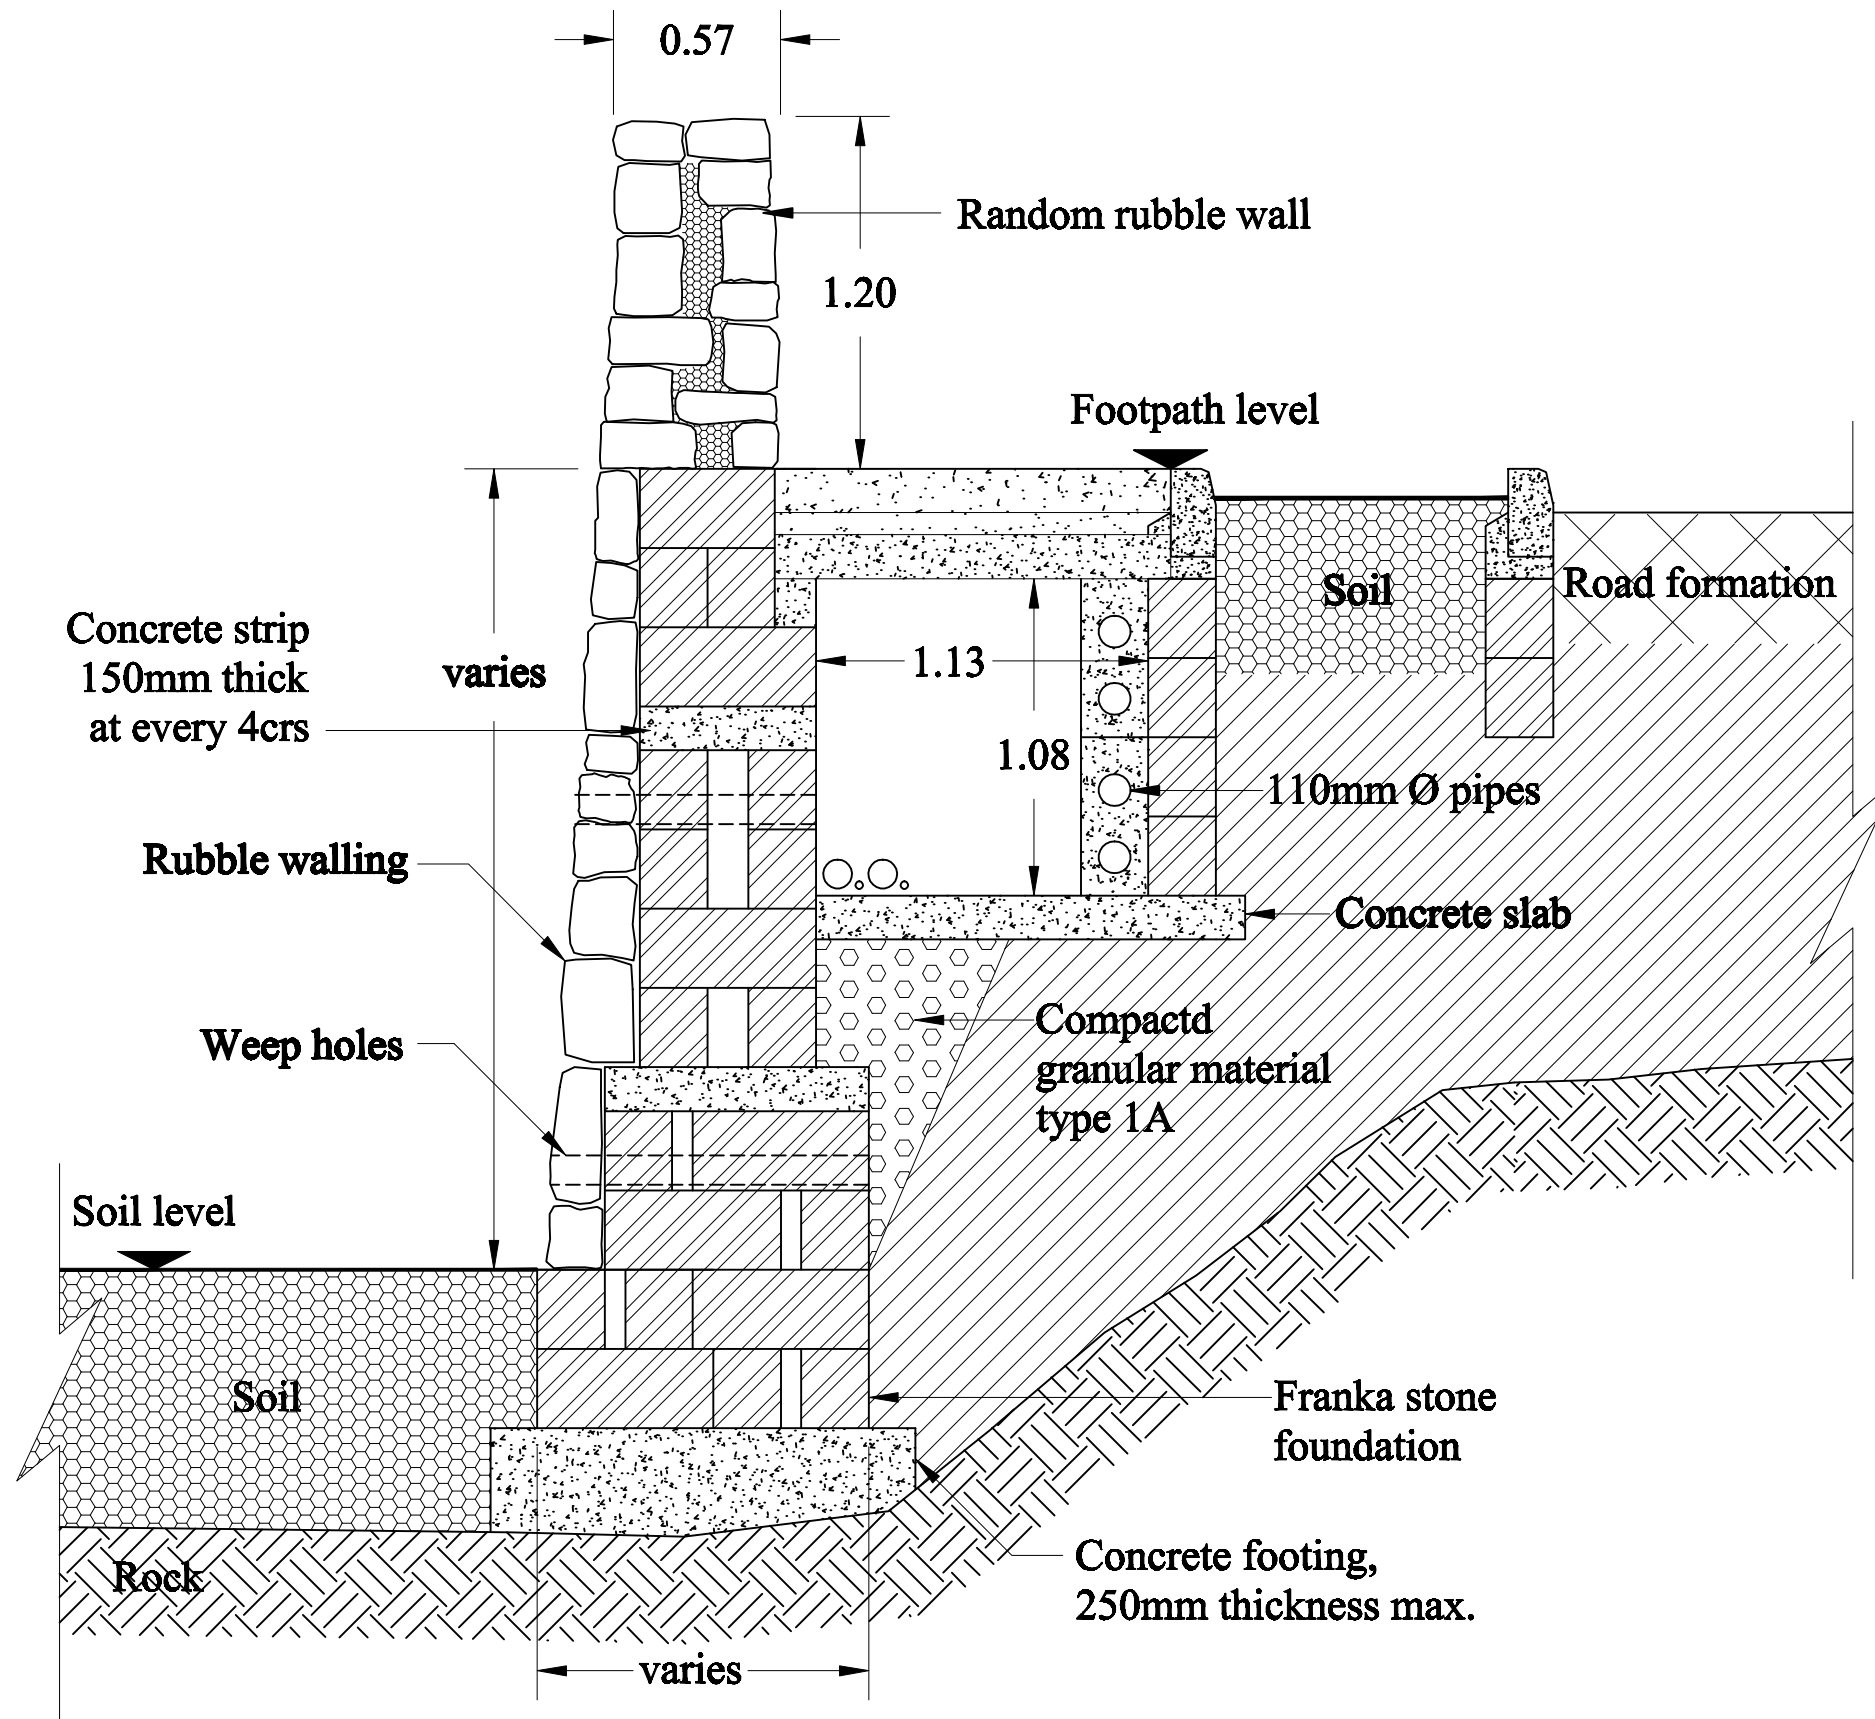 0.57
Random rubble wall
1.20
Footpath level
Soil
Road formation
Concrete strip
150mm thick
at every 4crs
varies
1.13
1.08
110mm Ø pipes
Rubble walling
Concrete slab
Weep holes
Compactd
granular material
type 1A
Soil level
Soil
Franka stone
foundation
Rock
Concrete footing,
250mm thickness max.
varies